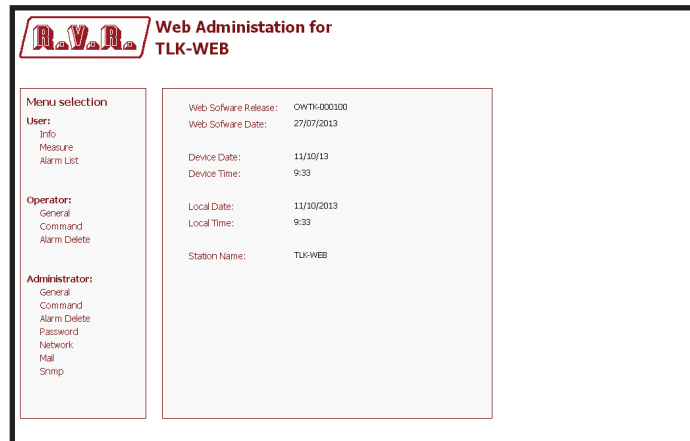 R.V.R.
Web Administation for
TLK-WEB
Menu selection
User:
Info
Measure
Alarm List
Operator:
General
Command
Alarm Delete
Administrator:
General
Command
Alarm Delete
Password
Network
Mail
Snmp
Web Sofware Release: OWTK-000100
Web Sofware Date: 27/07/2013
Device Date: 11/10/13
Device Time: 9:33
Local Date: 11/10/2013
Local Time: 9:33
Station Name: TLK-WEB